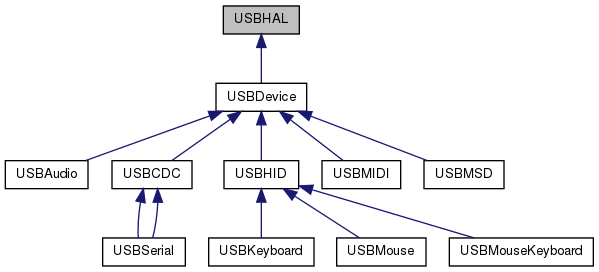 USBHAL
USBDevice
USBAudio
USBCDC
USBHID
USBMIDI
USBMSD
USBSerial
USBKeyboard
USBMouse
USBMouseKeyboard